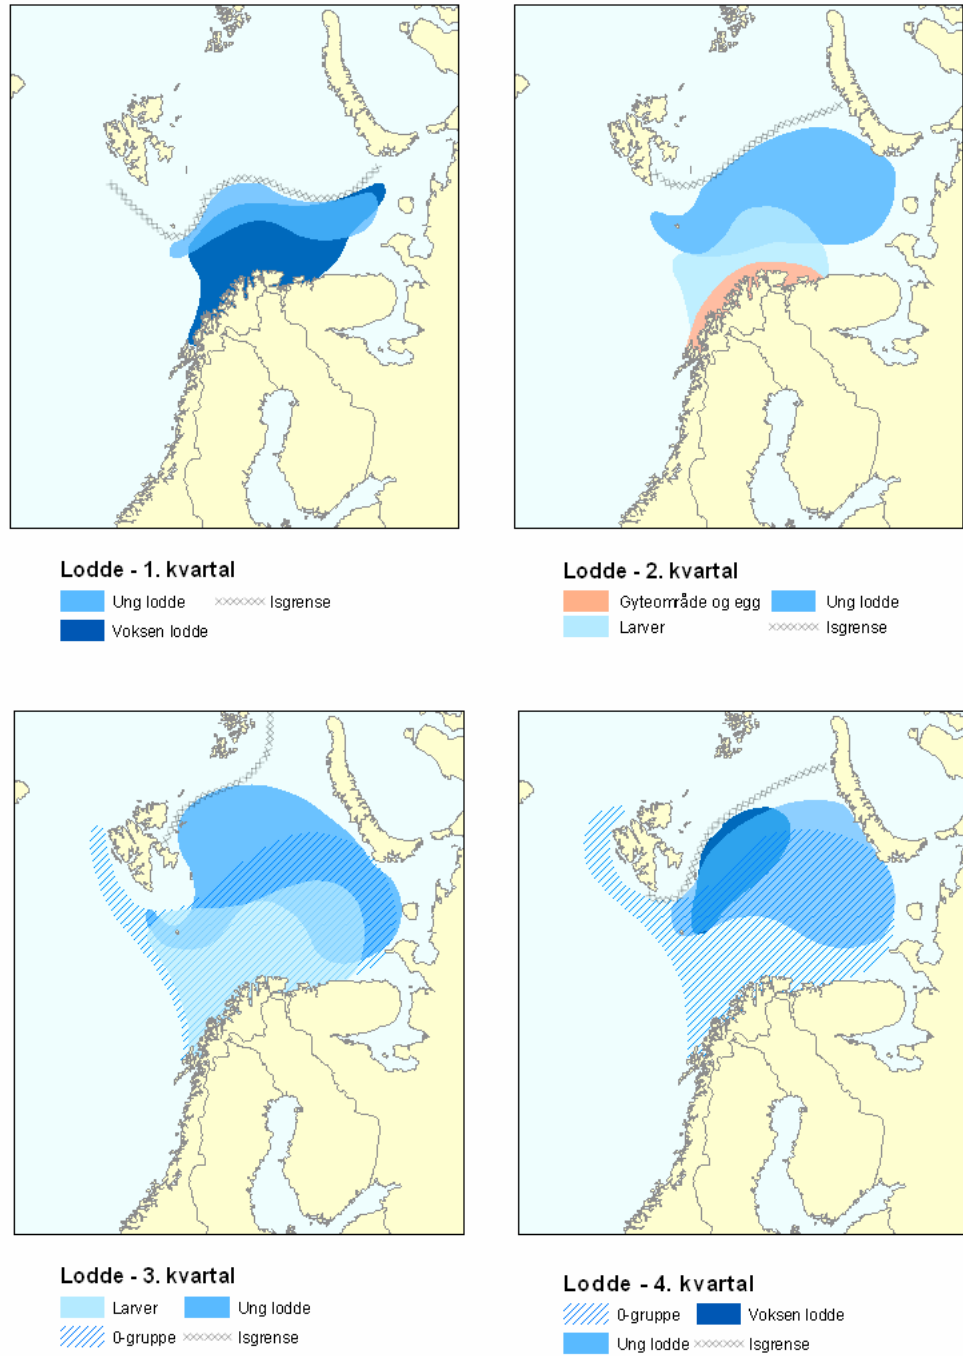 Lodde - 1. kvartal
Ung lodde Isgrense
Voksen lodde
Lodde - 2. kvartal
Gyteområde og egg Ung lodde
Larver Isgrense
Lodde - 3. kvartal
Larver Ung lodde
0-gruppe Isgrense
Lodde - 4. kvartal
0-gruppe Voksen lodde
Ung lodde Isgrense